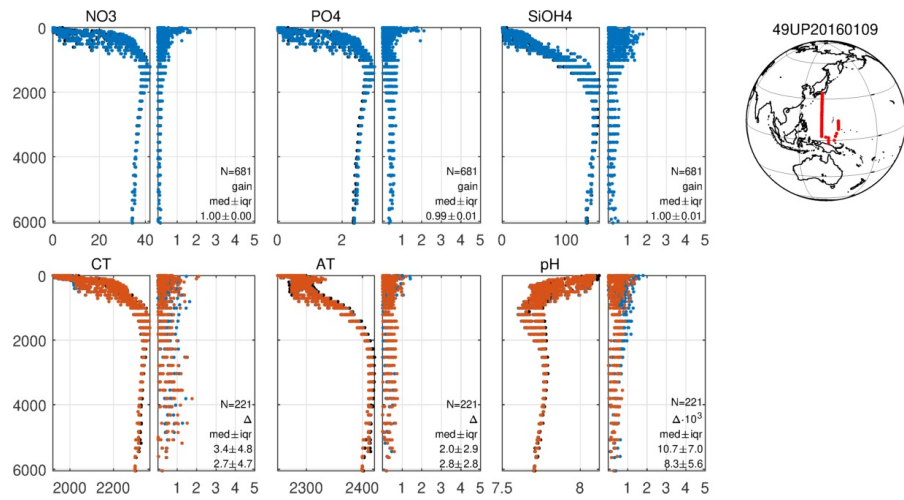 NO3
PO4
SiOH4
49UP20160109
0
2000
4000
6000
N=681
gain
med±iqr
1.00±0.00
N=681
gain
med±iqr
0.99±0.01
N=681
gain
med±iqr
1.00±0.01
0 20 40 1 2 3 4 5 0 2 1 2 3 4 5 0 100 1 2 3 4 5
CT
AT
pH
0
2000
4000
6000
N=221
Δ
med±iqr
3.4±4.8
2.7±4.7
N=221
Δ
med±iqr
2.0±2.9
2.8±2.8
N=221
Δ·10³
med±iqr
10.7±7.0
8.3±5.6
2000 2200 1 2 3 4 5 2300 2400 1 2 3 4 5 7.5 8 1 2 3 4 5